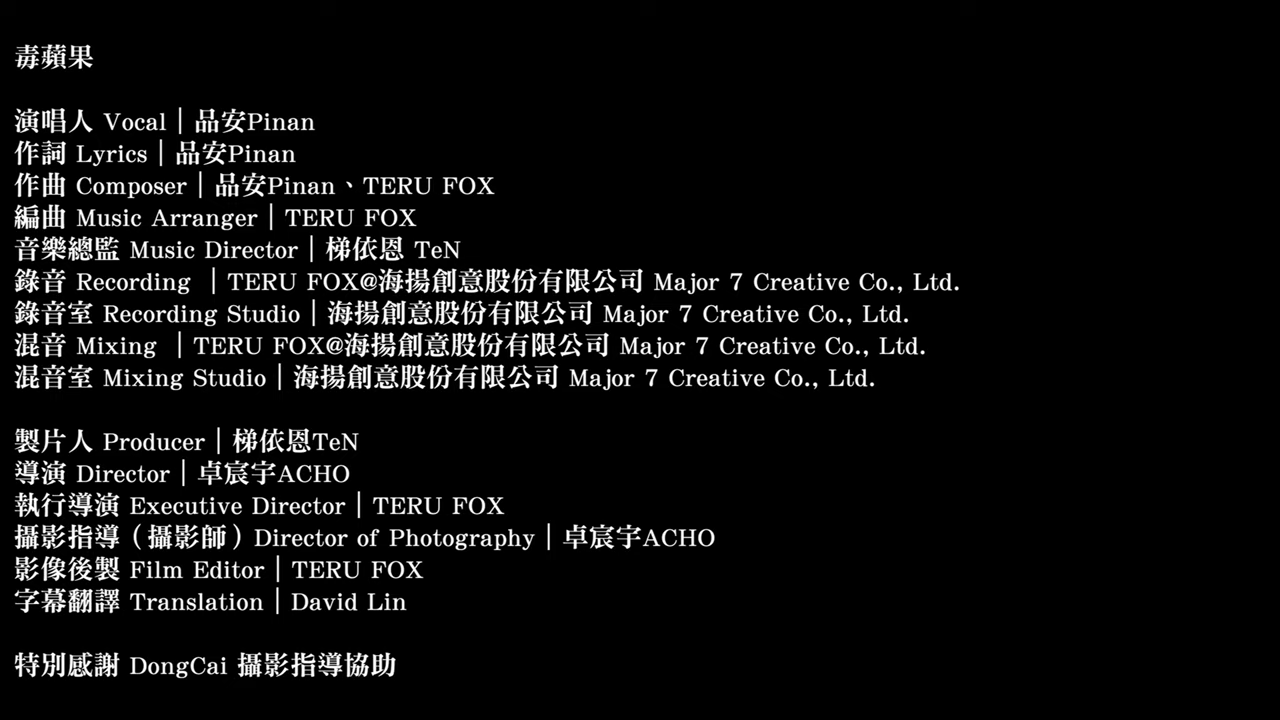 毒蘋果
演唱人 Vocal｜品安Pinan
作詞 Lyrics｜品安Pinan
作曲 Composer｜品安Pinan、TERU FOX
編曲 Music Arranger｜TERU FOX
音樂總監 Music Director｜梯依恩 TeN
錄音 Recording ｜TERU FOX@海揚創意股份有限公司 Major 7 Creative Co., Ltd.
錄音室 Recording Studio｜海揚創意股份有限公司 Major 7 Creative Co., Ltd.
混音 Mixing ｜TERU FOX@海揚創意股份有限公司 Major 7 Creative Co., Ltd.
混音室 Mixing Studio｜海揚創意股份有限公司 Major 7 Creative Co., Ltd.
製片人 Producer｜梯依恩TeN
導演 Director｜卓宸宇ACHO
執行導演 Executive Director｜TERU FOX
攝影指導（攝影師）Director of Photography｜卓宸宇ACHO
影像後製 Film Editor｜TERU FOX
字幕翻譯 Translation｜David Lin
特別感謝 DongCai 攝影指導協助